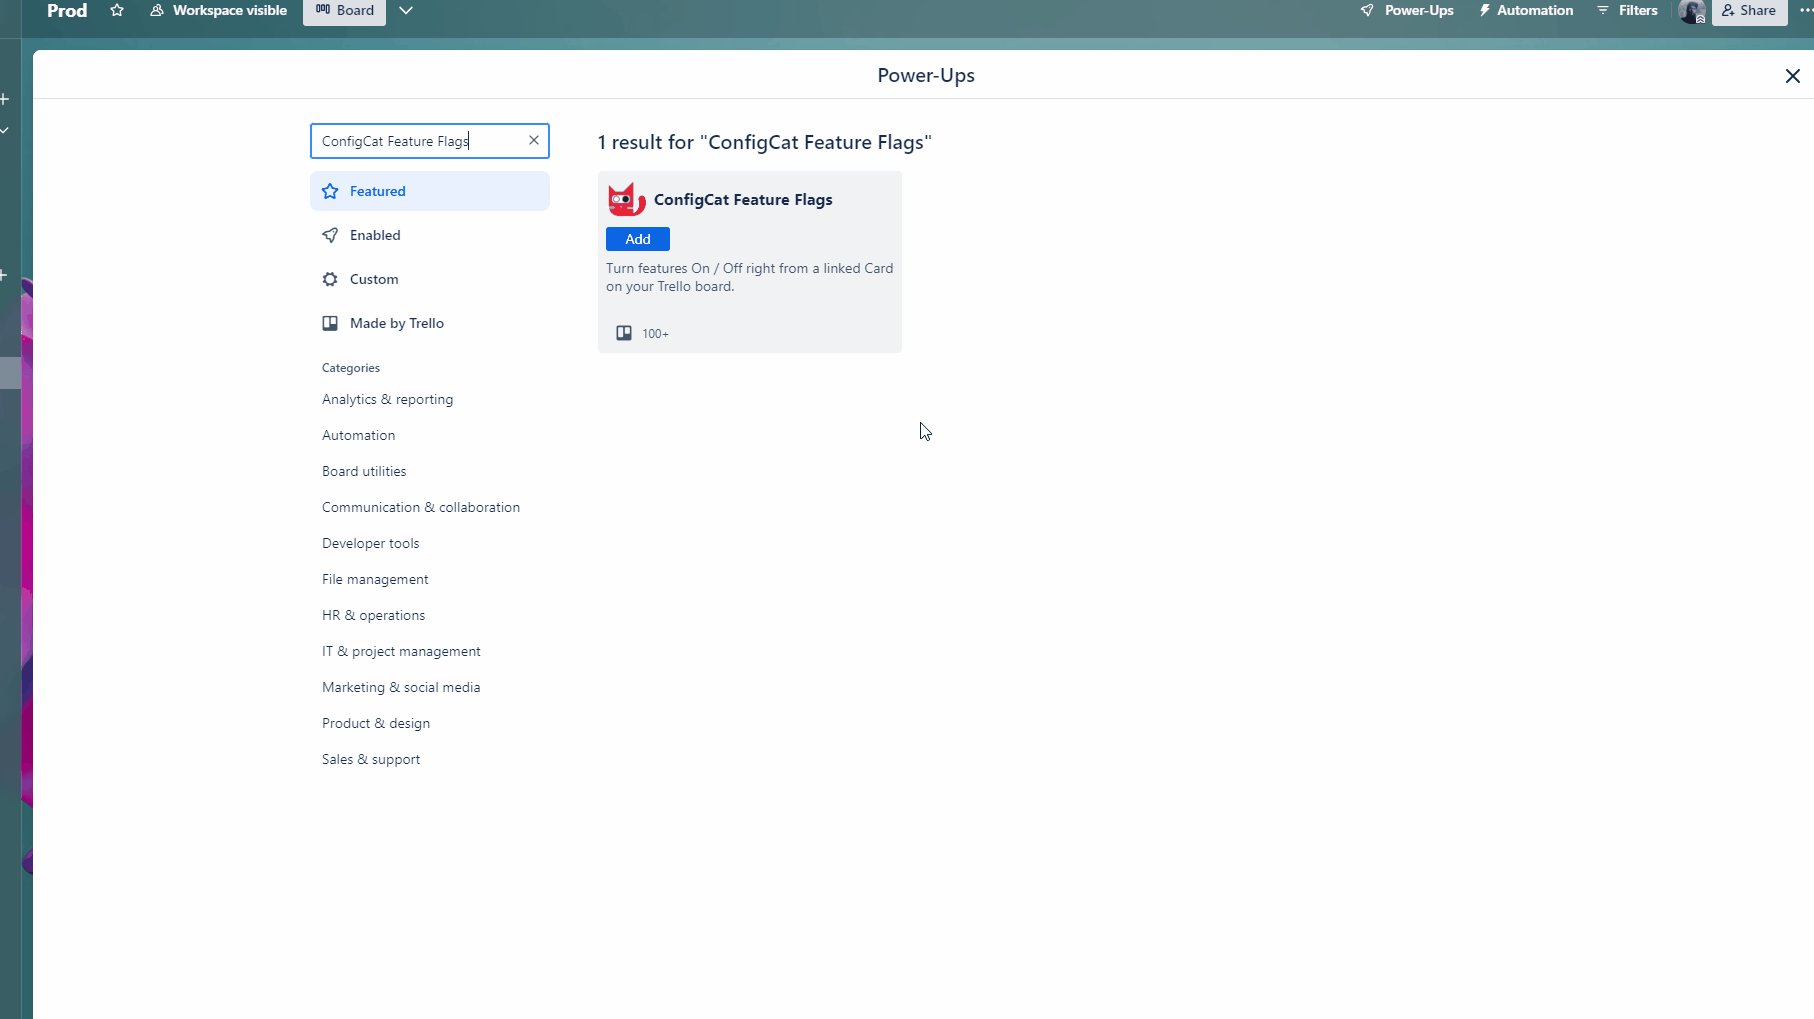 Prod
Workspace visible
Board
Power-Ups
Automation
Filters
Share
Power-Ups
ConfigCat Feature Flags
1 result for "ConfigCat Feature Flags"
Featured
ConfigCat Feature Flags
Add
Enabled
Turn features On / Off right from a linked Card
on your Trello board.
Custom
Made by Trello
100+
Categories
Analytics & reporting
Automation
Board utilities
Communication & collaboration
Developer tools
File management
HR & operations
IT & project management
Marketing & social media
Product & design
Sales & support